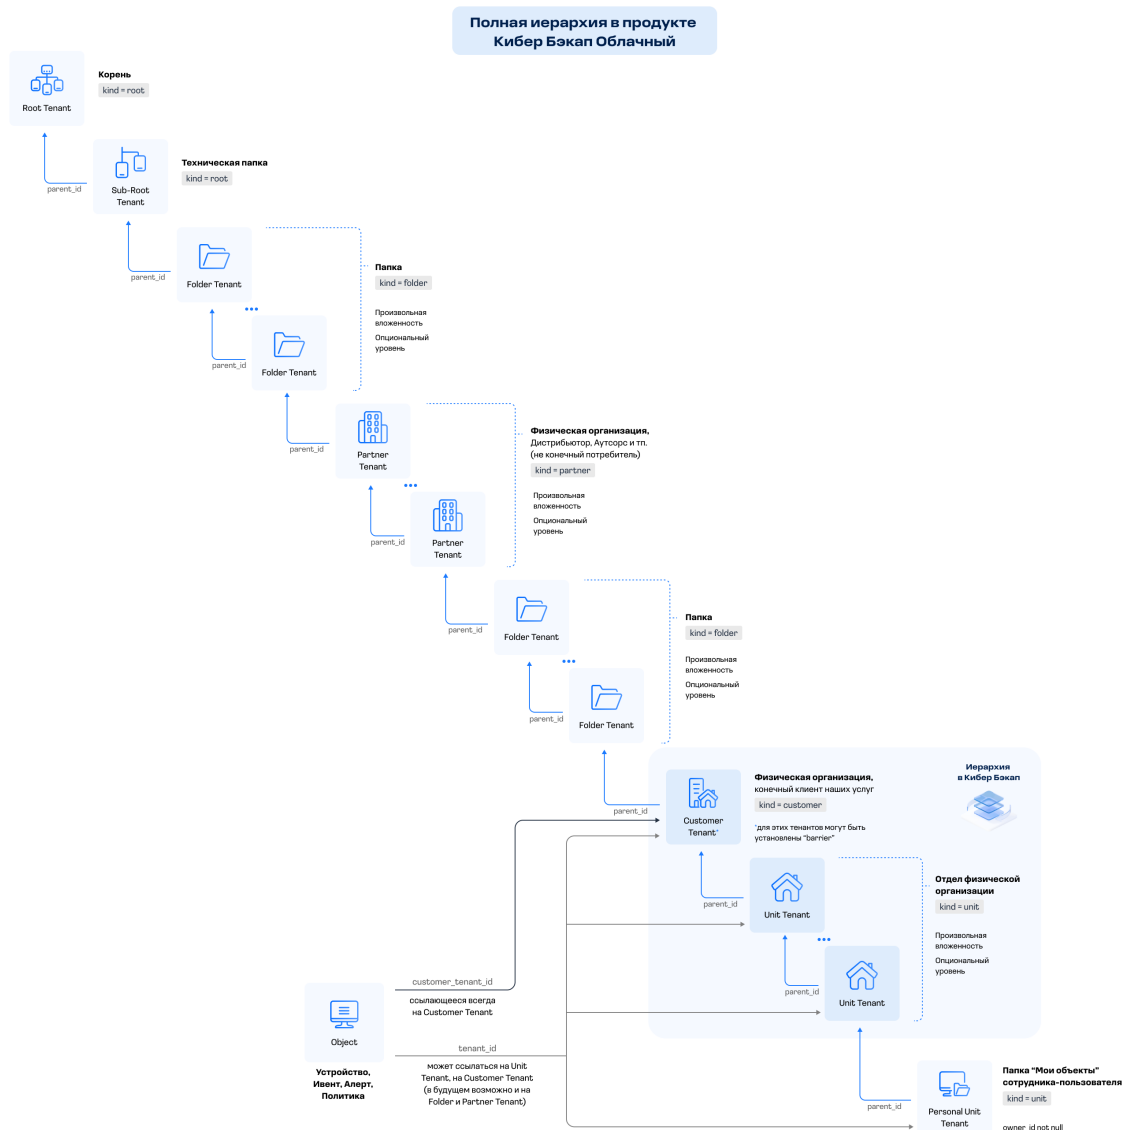 Полная иерархия в продукте
Кибер Бэкап Облачный
Root Tenant
Корень
kind = root
parent_id
Sub-Root
Tenant
Техническая папка
kind = root
parent_id
Folder Tenant
parent_id
Folder Tenant
Папка
kind = folder
Произвольная
вложенность
Опциональный
уровень
parent_id
Partner
Tenant
parent_id
Partner
Tenant
Физическая организация,
Дистрибьютор, Аутсорс и тп.
(не конечный потребитель)
kind = partner
Произвольная
вложенность
Опциональный
уровень
parent_id
Folder Tenant
parent_id
Folder Tenant
Папка
kind = folder
Произвольная
вложенность
Опциональный
уровень
parent_id
Customer
Tenant*
Физическая организация,
конечный клиент наших услуг
kind = customer
*для этих тенантов могут быть
установлены “barrier”
Иерархия
в Кибер Бэкап
parent_id
Unit Tenant
parent_id
Unit Tenant
Отдел физической
организации
kind = unit
Произвольная
вложенность
Опциональный
уровень
customer_tenant_id
ссылающееся всегда
на Customer Tenant
Object
Устройство,
Ивент, Алерт,
Политика
tenant_id
может ссылаться на Unit
Tenant, на Customer Tenant
(в будущем возможно и на
Folder и Partner Tenant)
parent_id
Personal Unit
Tenant
Папка “Мои объекты”
сотрудника-пользователя
kind = unit
owner_id not null